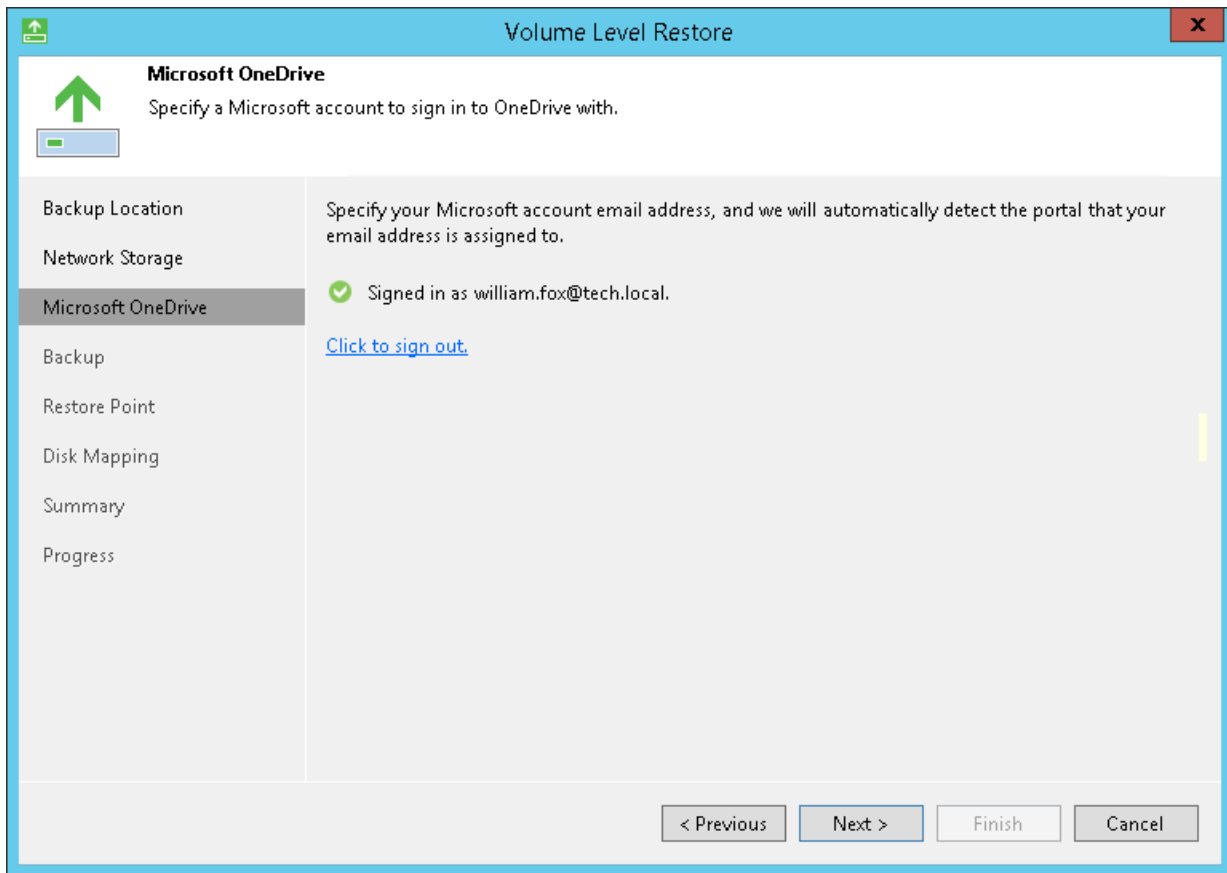 Volume Level Restore
x
Microsoft OneDrive
Specify a Microsoft account to sign in to OneDrive with.
Backup Location
Network Storage
Microsoft OneDrive
Backup
Restore Point
Disk Mapping
Summary
Progress
Specify your Microsoft account email address, and we will automatically detect the portal that your
email address is assigned to.
Signed in as william.fox@tech.local.
Click to sign out.
< Previous
Next >
Finish
Cancel